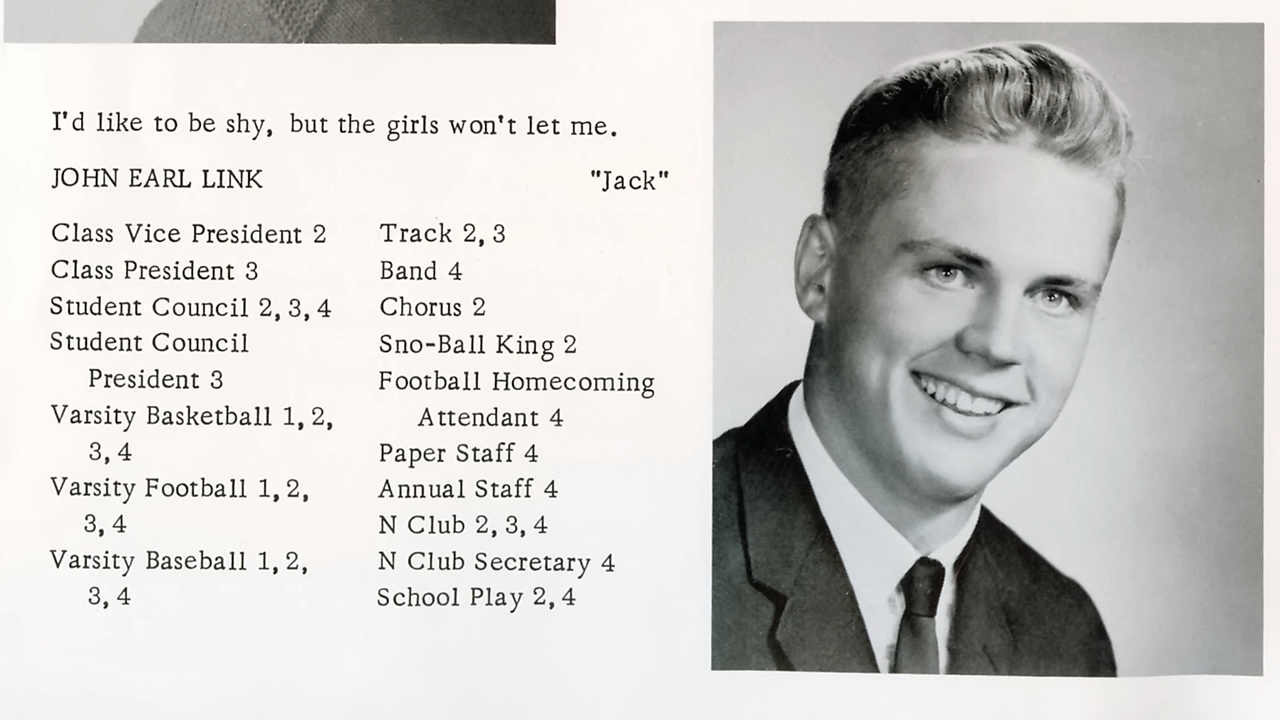 I'd like to be shy, but the girls won't let me.
JOHN EARL LINK "Jack"
Class Vice President 2
Class President 3
Student Council 2, 3, 4
Student Council
President 3
Varsity Basketball 1, 2,
3, 4
Varsity Football 1, 2,
3, 4
Varsity Baseball 1, 2,
3, 4
Track 2, 3
Band 4
Chorus 2
Sno-Ball King 2
Football Homecoming
Attendant 4
Paper Staff 4
Annual Staff 4
N Club 2, 3, 4
N Club Secretary 4
School Play 2, 4